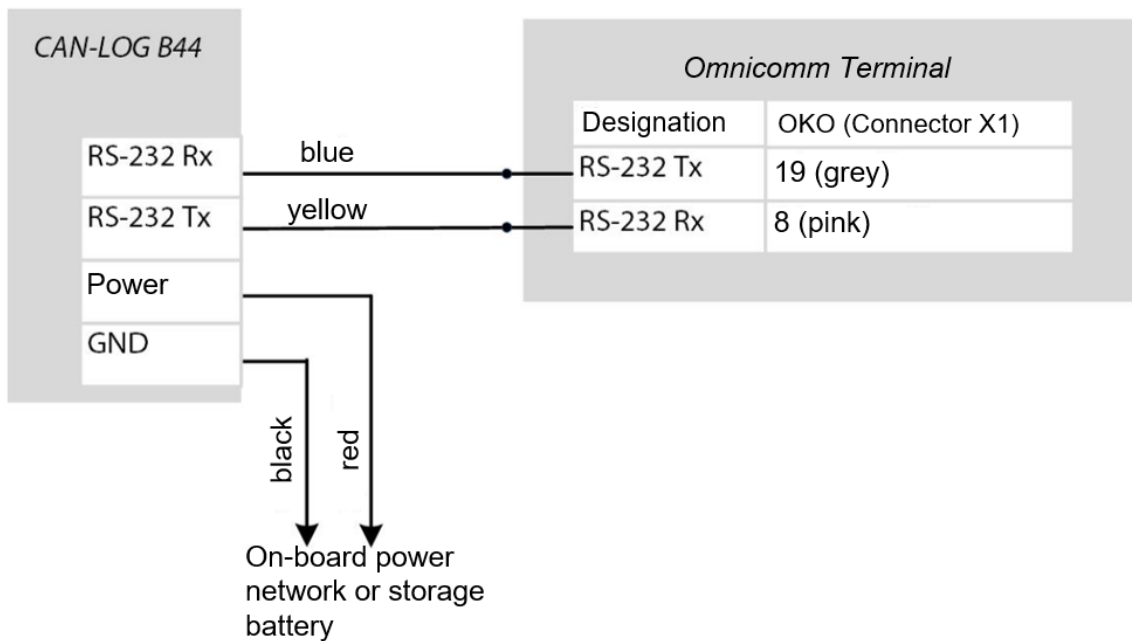 CAN-LOG B44
RS-232 Rx
RS-232 Tx
Power
GND
blue
yellow
black
red
On-board power
network or storage
battery
Omnicomm Terminal
Designation OKO (Connector X1)
RS-232 Tx 19 (grey)
RS-232 Rx 8 (pink)